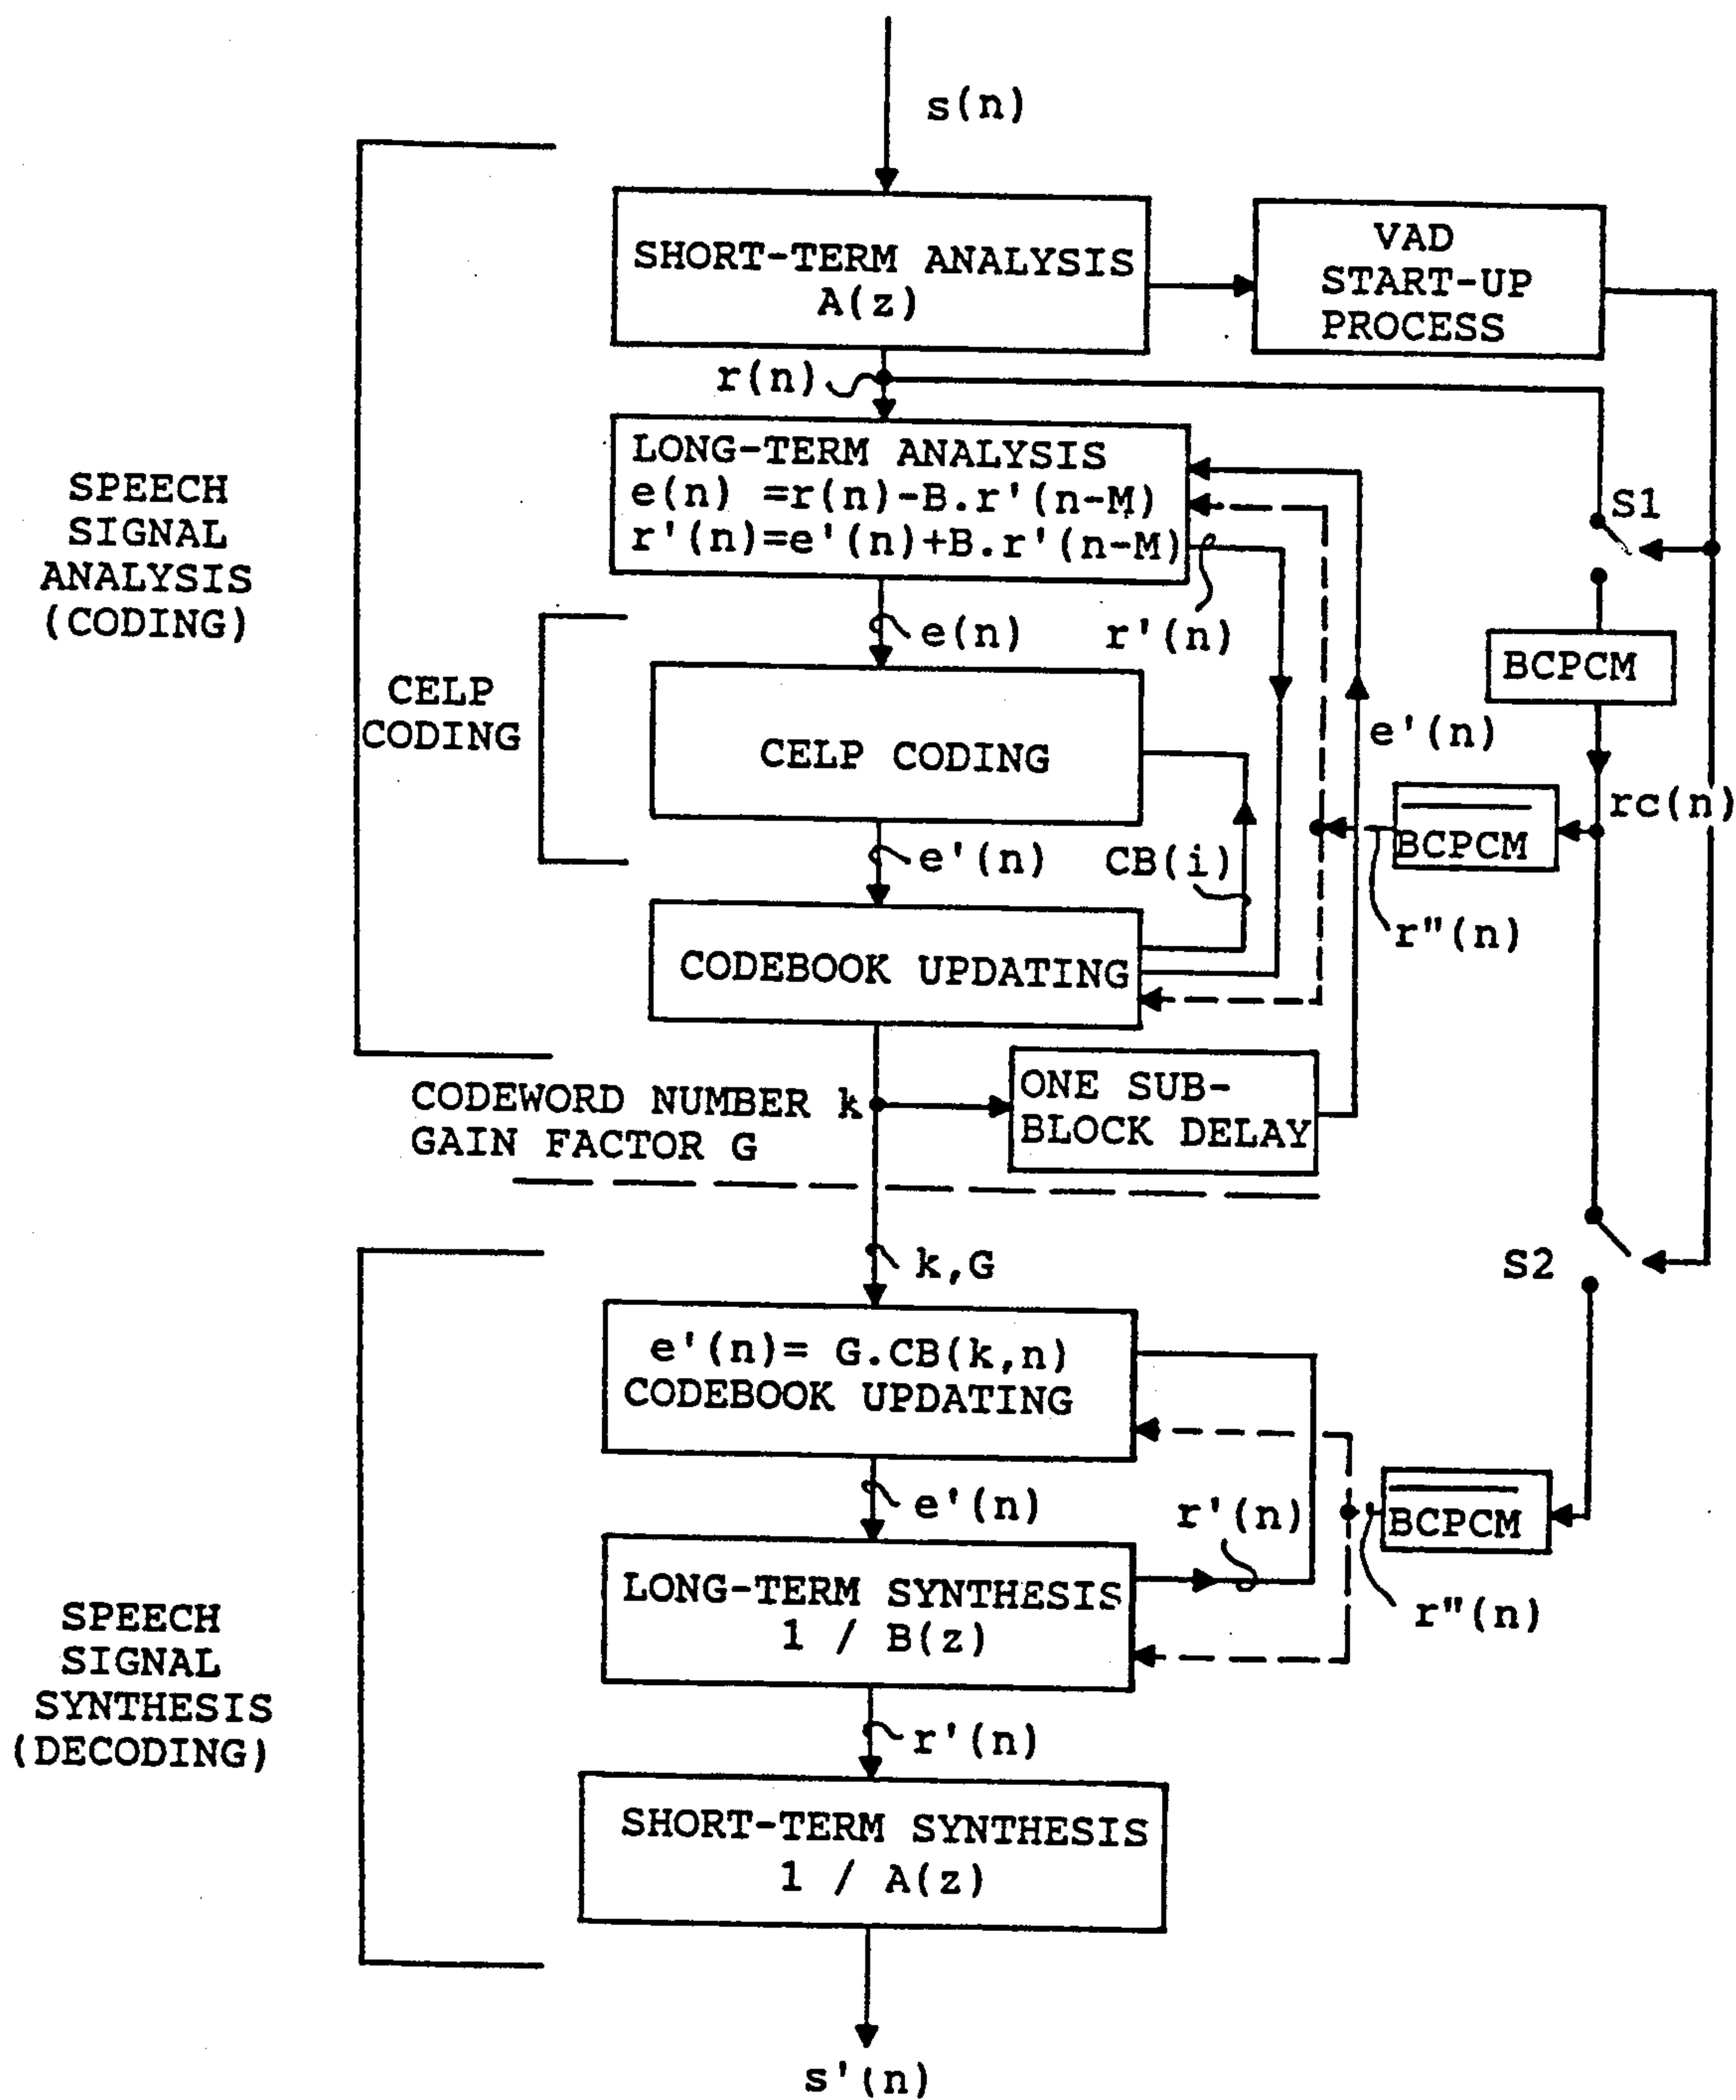 s(n)
SHORT-TERM ANALYSIS
A(z)
VAD
START-UP
PROCESS
r(n)
LONG-TERM ANALYSIS
e(n) =r(n)-B.r'(n-M)
r'(n)=e'(n)+B.r'(n-M)
S1
SPEECH
SIGNAL
ANALYSIS
(CODING)
e(n)
r'(n)
BCPCM
CELP
CODING
CELP CODING
e'(n)
rc(n)
BCPCM
e'(n)
CB(i)
r"(n)
CODEBOOK UPDATING
CODEWORD NUMBER k
GAIN FACTOR G
ONE SUB-
BLOCK DELAY
k,G
S2
e'(n)= G.CB(k,n)
CODEBOOK UPDATING
e'(n)
r'(n)
BCPCM
r"(n)
LONG-TERM SYNTHESIS
1 / B(z)
SPEECH
SIGNAL
SYNTHESIS
(DECODING)
r'(n)
SHORT-TERM SYNTHESIS
1 / A(z)
s'(n)